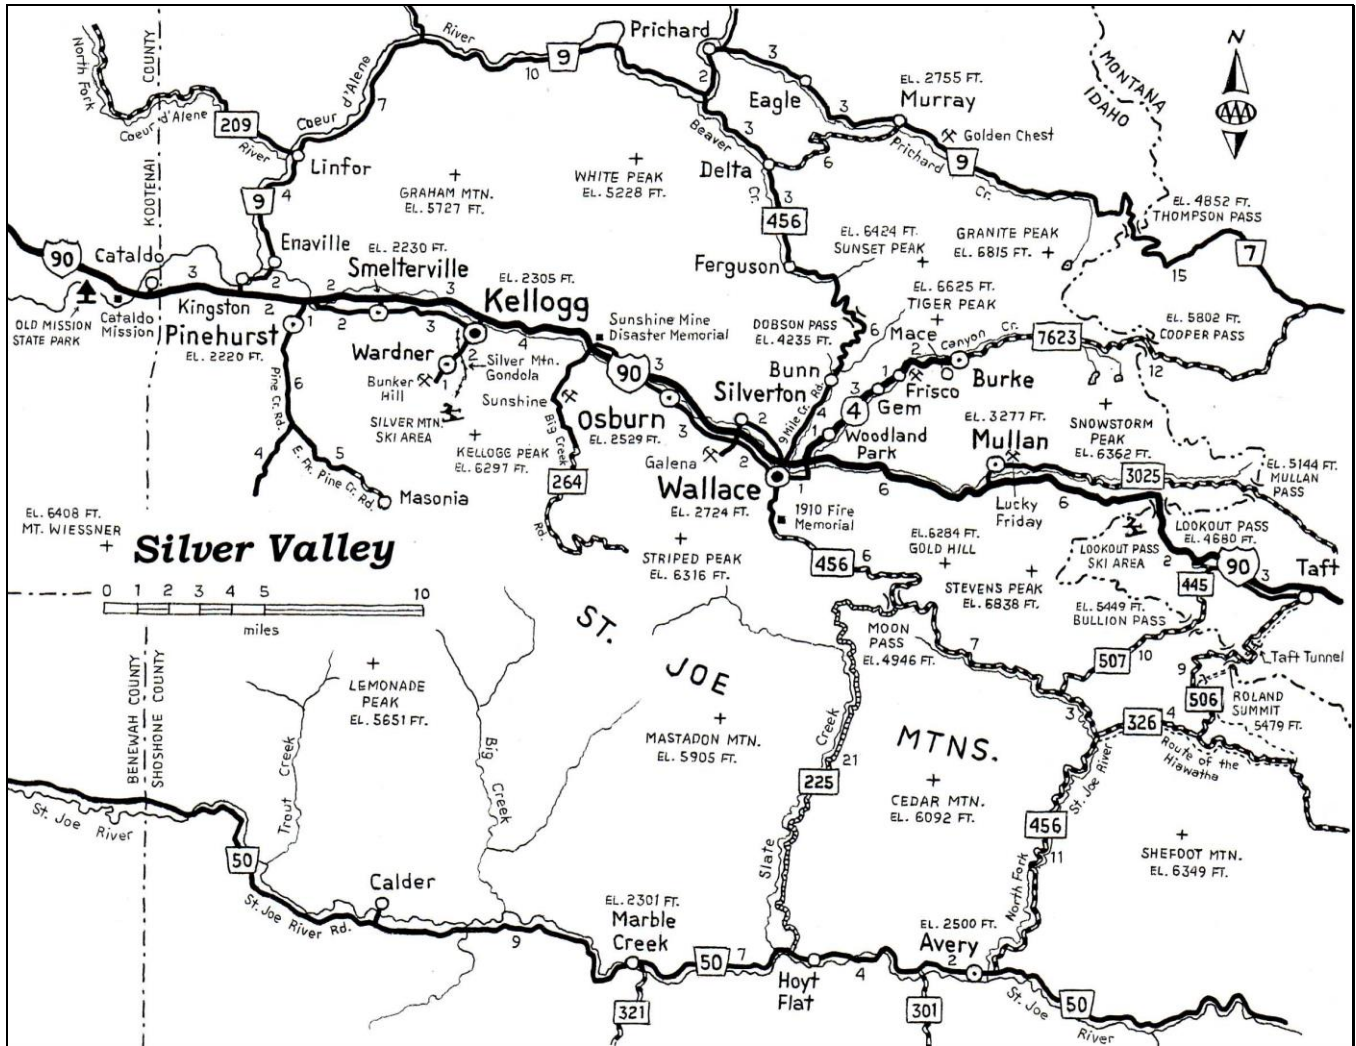 River
Prichard
9
3
10
2
North Fork
COUNTY
KOOTENAI
MONTANA
IDAHO
N
AAA
EL. 2755 FT.
Murray
Eagle
3
Coeur d'Alene
7
209
Coeur d'Alene
River
Linfor
4
9
Beaver
Cr.
3
Delta
6
Golden Chest
Prichard
Cr.
9
WHITE PEAK
EL. 5228 FT.
GRAHAM MTN.
EL. 5727 FT.
3
456
EL. 4852 FT.
THOMPSON PASS
EL. 6424 FT.
SUNSET PEAK
GRANITE PEAK
EL. 6815 FT.
7
15
90
Cataldo
3
Enaville
2
EL. 2230 FT.
Smelterville
EL. 2305 FT.
Kellogg
Ferguson
EL. 6625 FT.
TIGER PEAK
OLD MISSION
STATE PARK
Cataldo
Mission
Kingston
2
2
3
1
2
3
4
Pinehurst
EL. 2220 FT.
Sunshine Mine
Disaster Memorial
DOBSON PASS
EL. 4235 FT.
6
Mace
Canyon
Cr.
7623
EL. 5802 FT.
COOPER PASS
12
Wardner
2
1
Bunker
Hill
Silver Mtn.
Gondola
Sunshine
90
3
Bunn
2
Burke
Frisco
1
3
Gem
Silverton
2
4
9 Mile Cr. Rd.
4
1
Woodland
Park
Pine Cr. Rd.
6
SILVER MTN.
SKI AREA
KELLOGG PEAK
EL. 6297 FT.
Osburn
EL. 2529 FT.
3
Galena
2
EL. 3277 FT.
Mullan
SNOWSTORM
PEAK
EL. 6362 FT.
3025
EL. 5144 FT.
MULLAN
PASS
4
5
E. Fk. Pine Cr. Rd.
Masonia
Big Creek
264
Rd.
Wallace
EL. 2724 FT.
1
6
Lucky
Friday
6
1910 Fire
Memorial
EL. 6408 FT.
MT. WIESSNER
Silver Valley
STRIPED PEAK
EL. 6316 FT.
456
6
EL. 6284 FT.
GOLD HILL
STEVENS PEAK
EL. 6838 FT.
LOOKOUT PASS
EL. 4680 FT.
LOOKOUT PASS
SKI AREA
2
90
3
Taft
445
0 1 2 3 4 5 10
miles
EL. 5449 FT.
BULLION PASS
ST.
JOE
MTNS.
MOON
PASS
EL. 4946 FT.
7
507
10
Taft Tunnel
9
506
ROLAND
SUMMIT
5479 FT.
3
326
4
Route of the
Hiawatha
BENEWAH COUNTY
SHOSHONE COUNTY
LEMONADE
PEAK
EL. 5651 FT.
MASTADON MTN.
EL. 5905 FT.
Trout Creek
Big
Creek
Slate
Creek
21
225
CEDAR MTN.
EL. 6092 FT.
St. Joe River
456
11
North Fork
SHEFOOT MTN.
EL. 6349 FT.
St. Joe River
50
St. Joe River Rd.
Calder
9
EL. 2301 FT.
Marble
Creek
321
50
7
Hoyt
Flat
4
EL. 2500 FT.
Avery
2
301
St. Joe
River
50